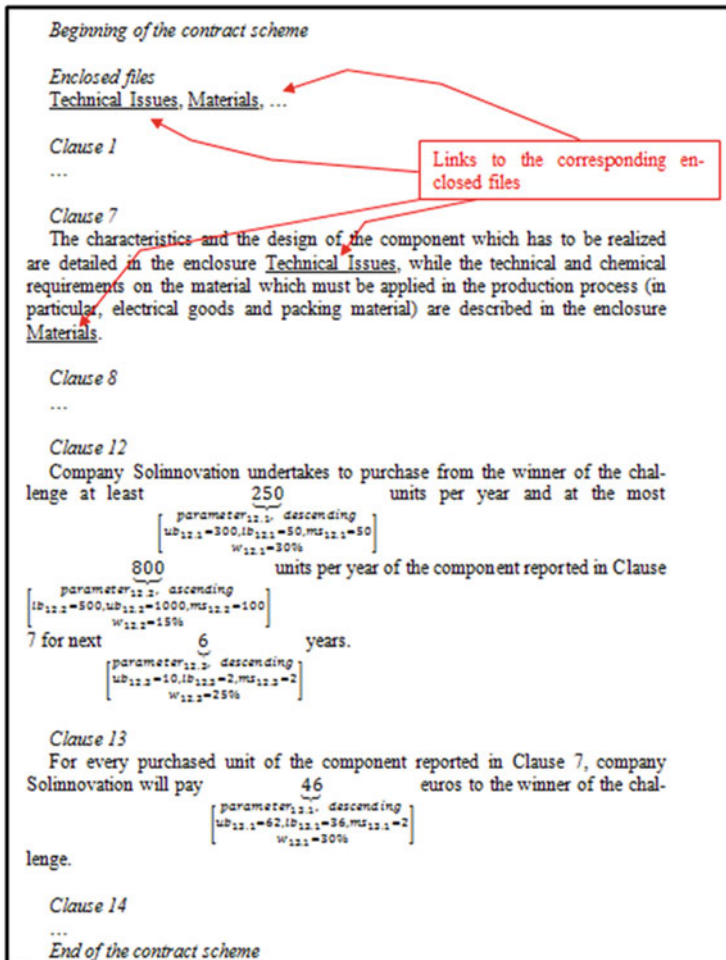 Beginning of the contract scheme
Enclosed files
Technical Issues, Materials, …
Clause 1
…
Links to the corresponding en-
closed files
Clause 7
The characteristics and the design of the component which has to be realized
are detailed in the enclosure Technical Issues, while the technical and chemical
requirements on the material which must be applied in the production process (in
particular, electrical goods and packing material) are described in the enclosure
Materials.
Clause 8
…
Clause 12
Company Solinnovation undertakes to purchase from the winner of the chal-
lenge at least 250 units per year and at the most
parameter12.1, descending
ub12.1=300,lb12.1=50,ms12.1=50
w12.1=30%
800 units per year of the component reported in Clause
parameter12.2, ascending
lb12.2=500,ub12.2=1000,ms12.2=100
w12.2=15%
7 for next 6 years.
parameter12.3, descending
ub12.3=10,lb12.3=2,ms12.3=2
w12.3=25%
Clause 13
For every purchased unit of the component reported in Clause 7, company
Solinnovation will pay 46 euros to the winner of the chal-
parameter13.1, descending
ub13.1=62,lb13.1=36,ms13.1=2
w13.1=30%
lenge.
Clause 14
…
End of the contract scheme